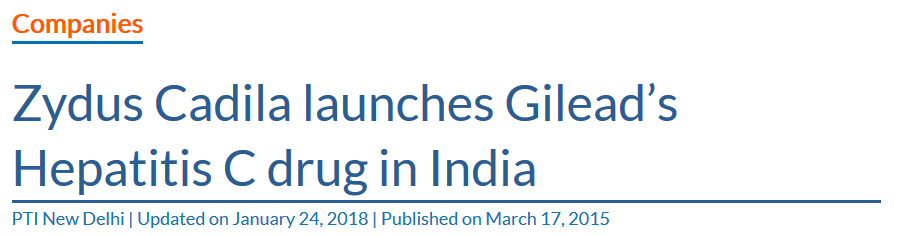 Companies
Zydus Cadila launches Gilead’s
Hepatitis C drug in India
PTI New Delhi | Updated on January 24, 2018 | Published on March 17, 2015